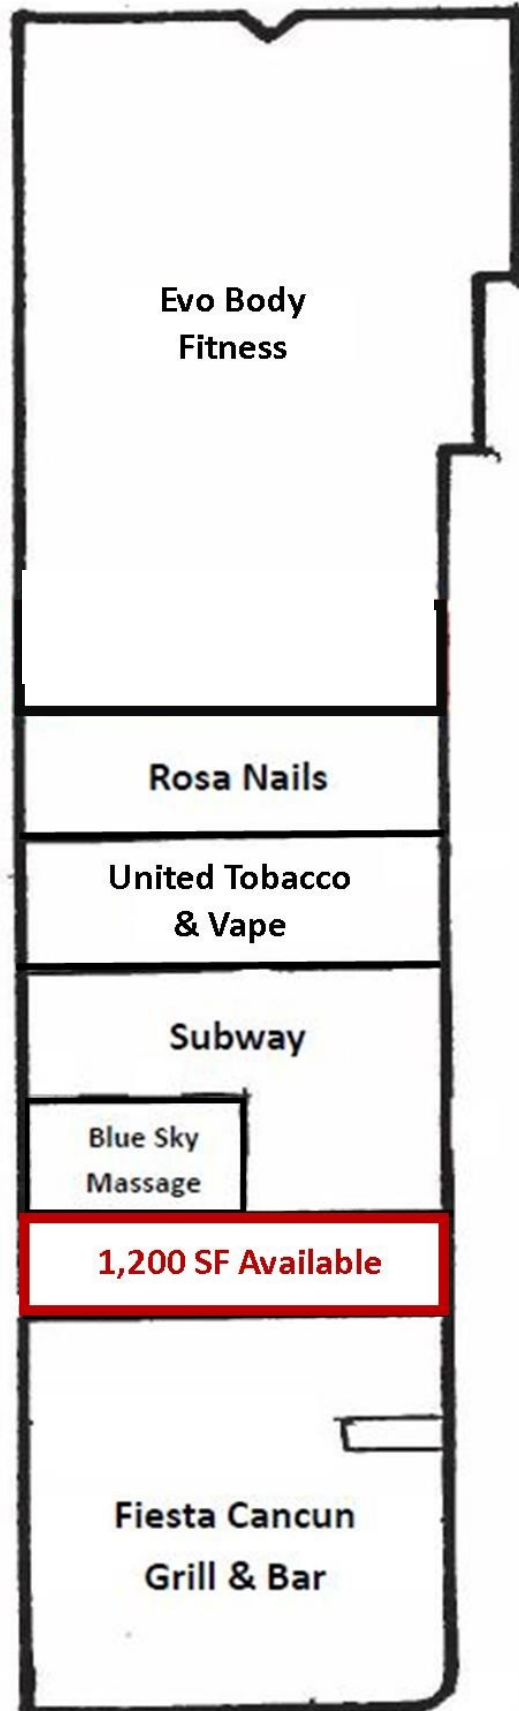 Evo Body
Fitness
Rosa Nails
United Tobacco
& Vape
Subway
Blue Sky
Massage
1,200 SF Available
Fiesta Cancun
Grill & Bar